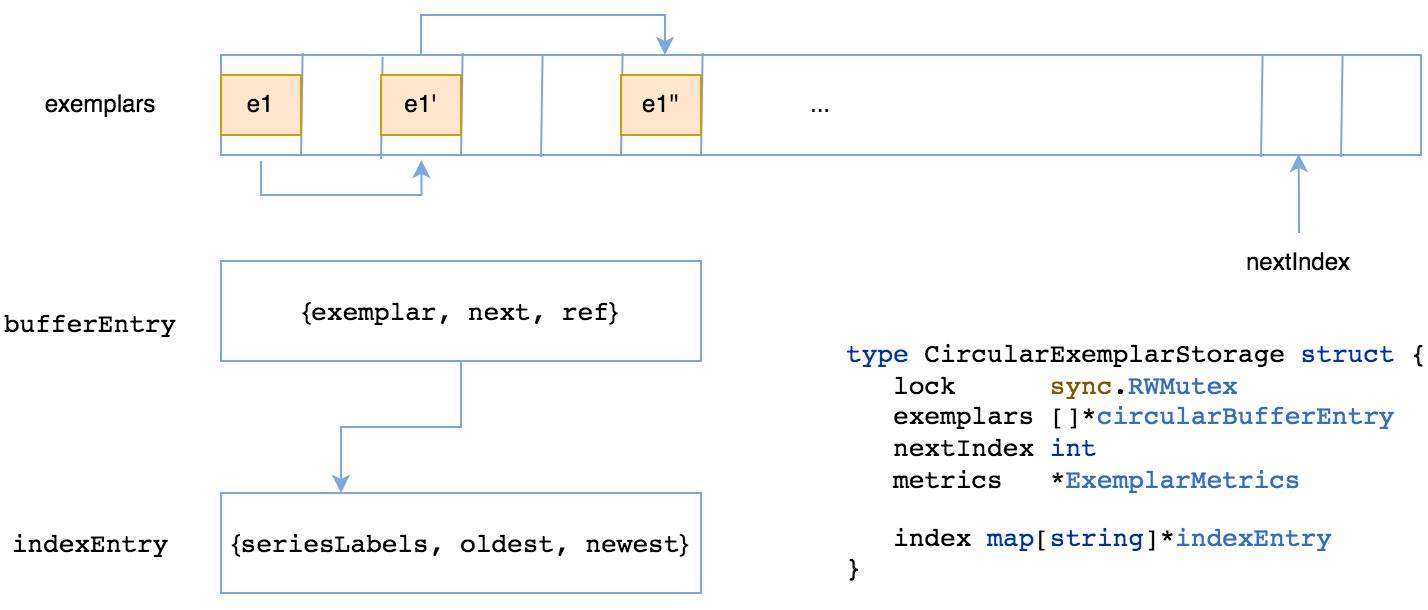 exemplars
e1
e1'
e1"
...
nextIndex
bufferEntry
{exemplar, next, ref}
indexEntry
{seriesLabels, oldest, newest}
type CircularExemplarStorage struct {
   lock      sync.RWMutex
   exemplars []*circularBufferEntry
   nextIndex int
   metrics   *ExemplarMetrics
   index map[string]*indexEntry
}